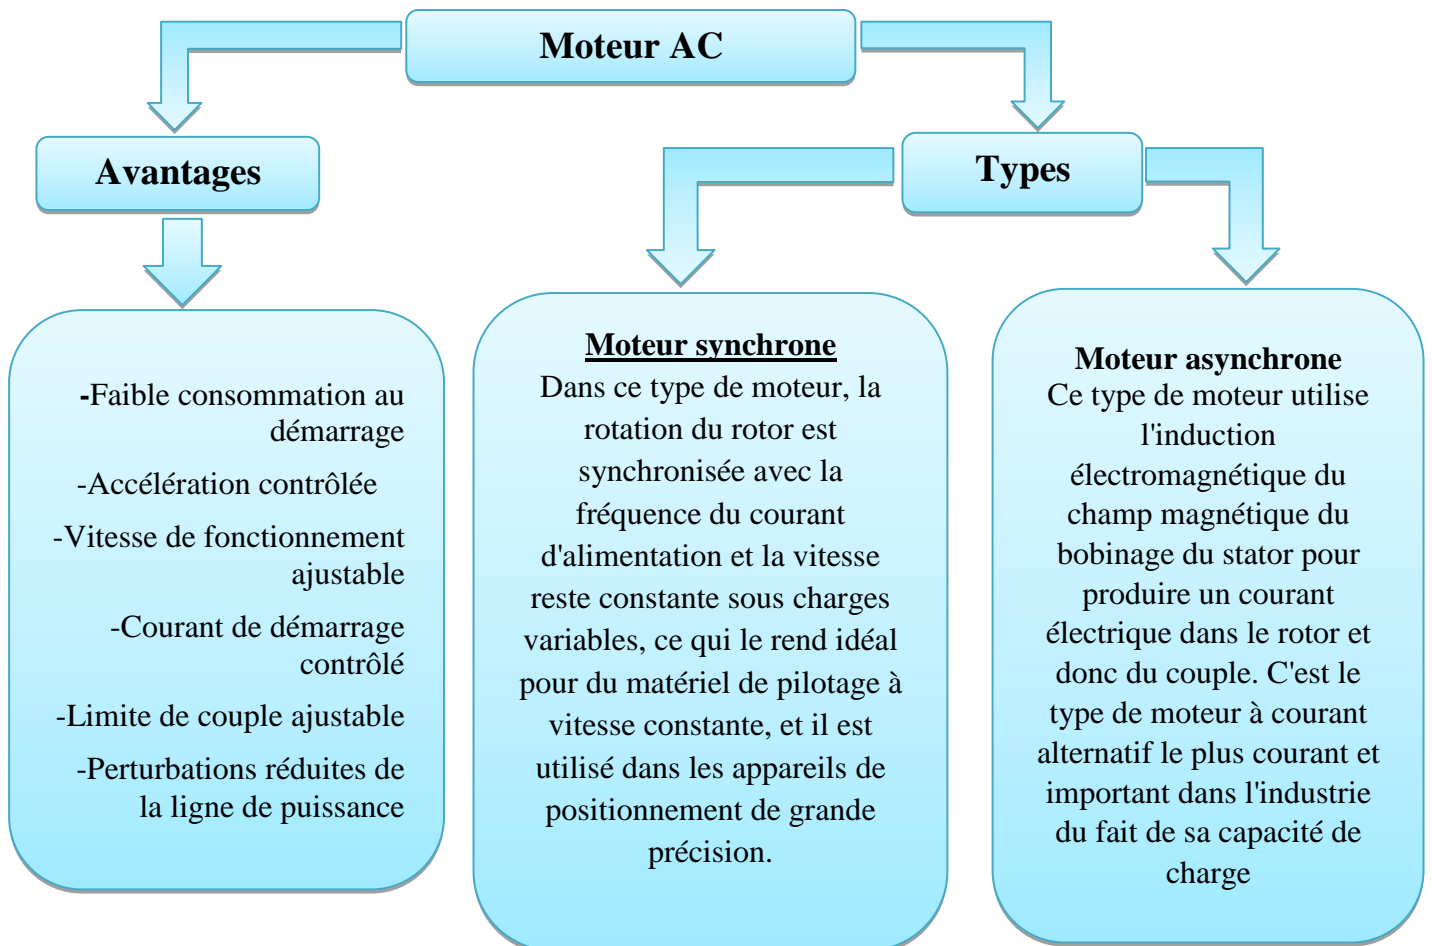 Moteur AC
Avantages
Types
-Faible consommation au
démarrage
-Accélération contrôlée
-Vitesse de fonctionnement
ajustable
-Courant de démarrage
contrôlé
-Limite de couple ajustable
-Perturbations réduites de
la ligne de puissance
Moteur synchrone
Dans ce type de moteur, la
rotation du rotor est
synchronisée avec la
fréquence du courant
d'alimentation et la vitesse
reste constante sous charges
variables, ce qui le rend idéal
pour du matériel de pilotage à
vitesse constante, et il est
utilisé dans les appareils de
positionnement de grande
précision.
Moteur asynchrone
Ce type de moteur utilise
l'induction
électromagnétique du
champ magnétique du
bobinage du stator pour
produire un courant
électrique dans le rotor et
donc du couple. C'est le
type de moteur à courant
alternatif le plus courant et
important dans l'industrie
du fait de sa capacité de
charge